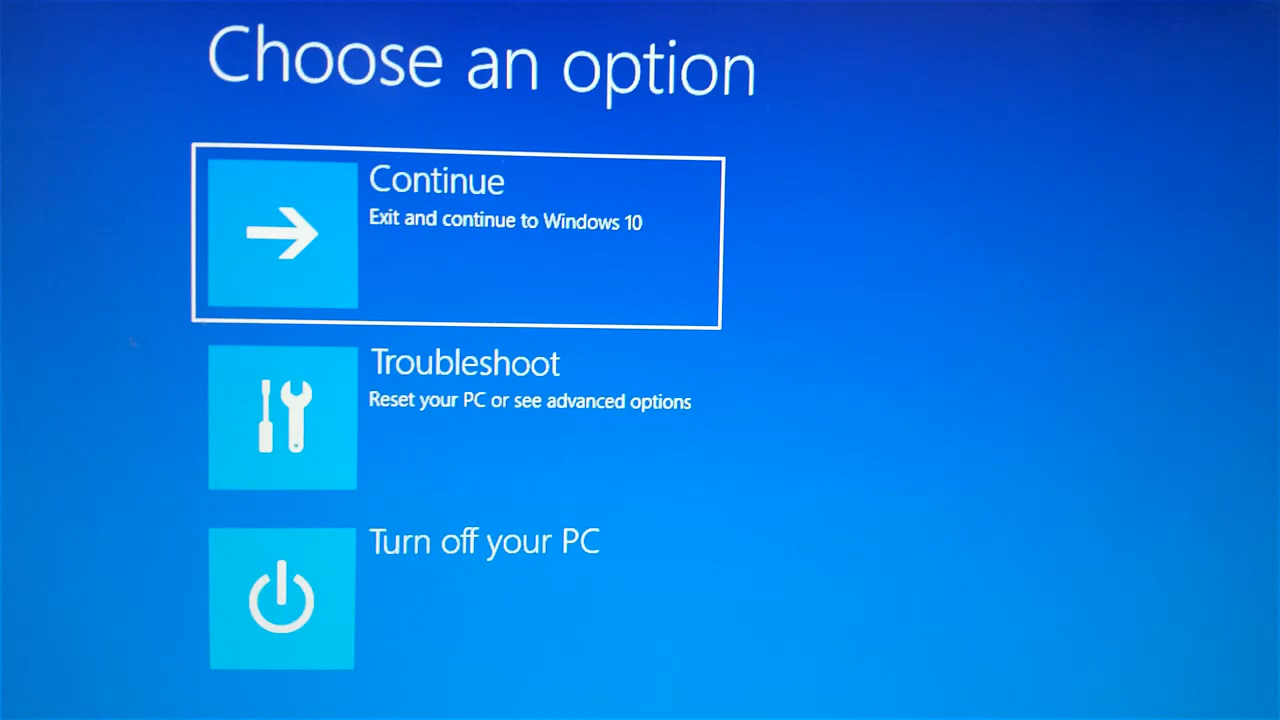 Choose an option
Continue
Exit and continue to Windows 10
Troubleshoot
Reset your PC or see advanced options
Turn off your PC